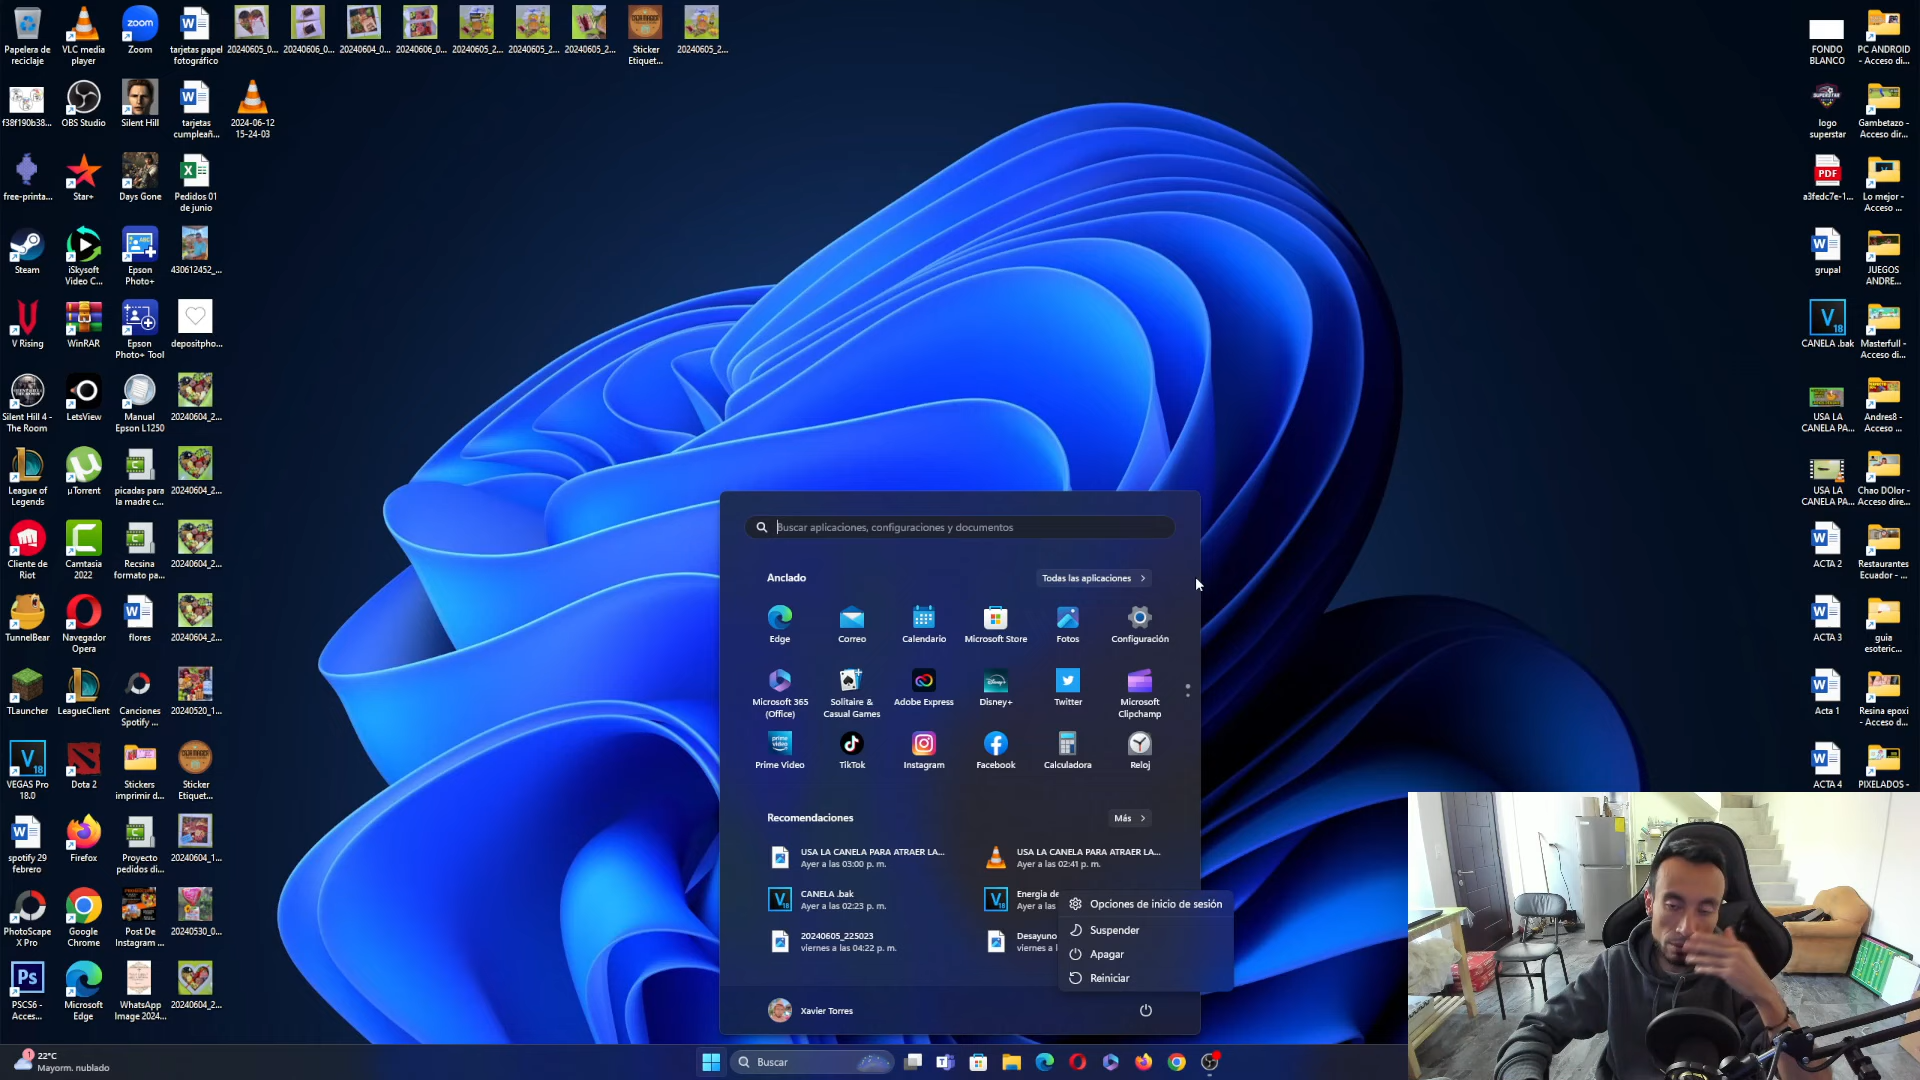 Papelera de
reciclaje
VLC media
player
Zoom
tarjetas papel
fotográfico
20240605_0...
20240606_0...
20240604_0...
20240606_0...
20240605_2...
20240605_2...
20240605_2...
Sticker
Etiquet...
20240605_2...
FONDO
BLANCO
PC ANDROID
- Acceso di...
f38f190b38...
OBS Studio
Silent Hill
tarjetas
cumpleañ...
2024-06-12
15-24-03
logo
superstar
Gambetazo -
Acceso dir...
free-printa...
Star+
Days Gone
Pedidos 01
de junio
PDF
a3fedc7e-1...
Lo mejor -
Acceso ...
Steam
iSkysoft
Video C...
Epson
Photo+
430612452_...
grupal
JUEGOS
ANDRE...
V Rising
WinRAR
Epson
Photo+ Tool
depositpho...
CANELA .bak
Masterfull -
Acceso di...
Silent Hill 4 -
The Room
LetsView
Manual
Epson L1250
20240604_2...
USA LA
CANELA PA...
Andres8 -
Acceso ...
League of
Legends
µTorrent
picadas para
la madre c...
20240604_2...
USA LA
CANELA PA...
Chao DOlor -
Acceso dire...
Cliente de
Riot
Camtasia
2022
Recsina
formato pa...
20240604_2...
ACTA 2
Restaurantes
Ecuador - ...
TunnelBear
Navegador
Opera
flores
20240604_2...
ACTA 3
guia
esoteric...
TLauncher
LeagueClient
Canciones
Spotify ...
20240520_1...
Acta 1
Resina epoxi
- Acceso d...
VEGAS Pro
18.0
Dota 2
Stickers
imprimir d...
Sticker
Etiquet...
ACTA 4
PIXELADOS -
spotify 29
febrero
Firefox
Proyecto
pedidos di...
20240604_1...
PhotoScape
X Pro
Google
Chrome
Post De
Instagram ...
20240530_0...
PSCS6 -
Acces...
Microsoft
Edge
WhatsApp
Image 2024...
20240604_2...
Buscar aplicaciones, configuraciones y documentos
Anclado
Todas las aplicaciones
Edge
Correo
Calendario
Microsoft Store
Fotos
Configuración
Microsoft 365
(Office)
Solitaire &
Casual Games
Adobe Express
Disney+
Twitter
Microsoft
Clipchamp
Prime Video
TikTok
Instagram
Facebook
Calculadora
Reloj
Recomendaciones
Más
USA LA CANELA PARA ATRAER LA...
Ayer a las 03:00 p. m.
USA LA CANELA PARA ATRAER LA...
Ayer a las 02:41 p. m.
CANELA .bak
Ayer a las 02:23 p. m.
Energia de
Ayer a las
20240605_225023
viernes a las 04:22 p. m.
Desayuno
viernes a las
Opciones de inicio de sesión
Suspender
Apagar
Reiniciar
Xavier Torres
1
22°C
Mayorm. nublado
Buscar